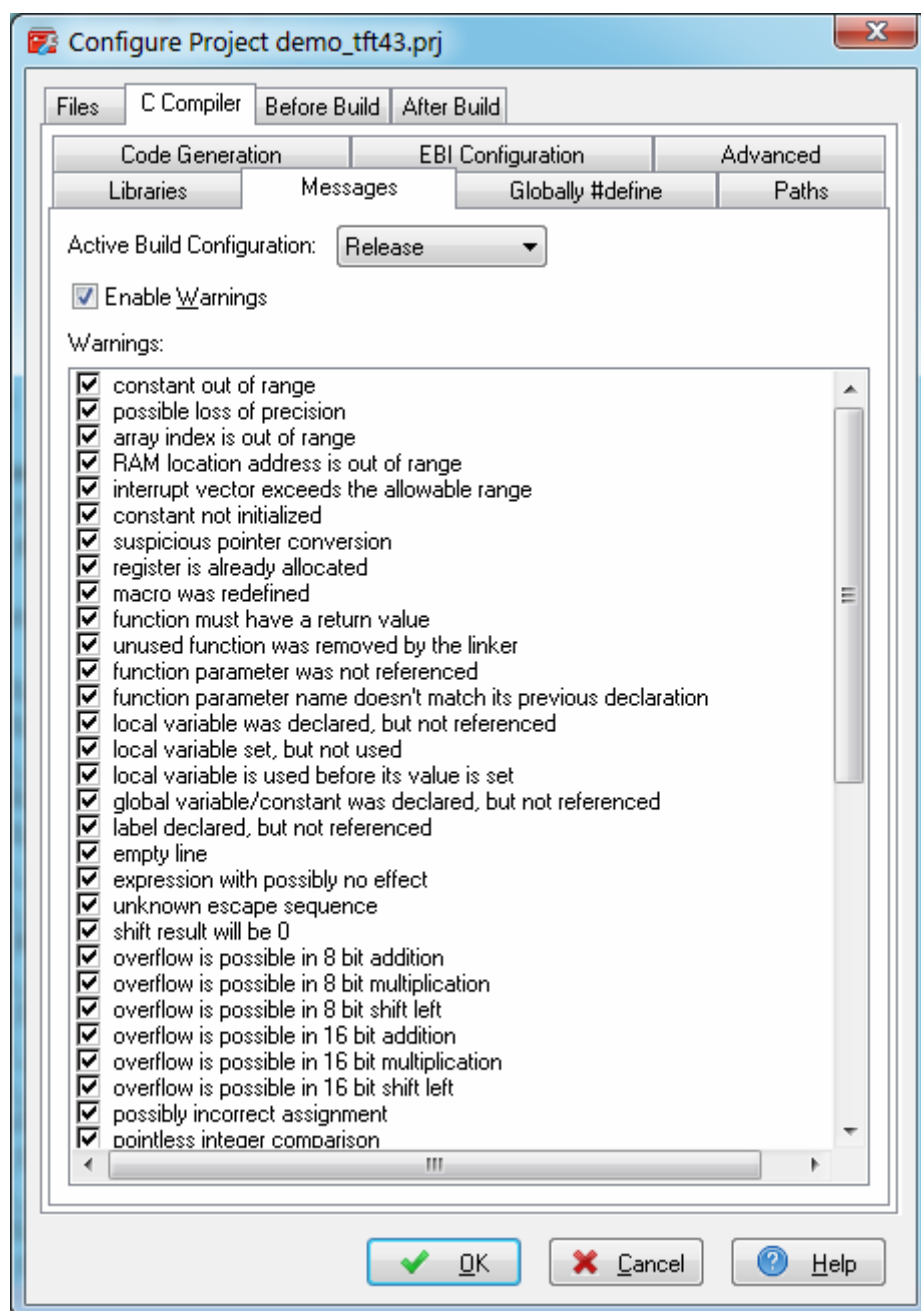 Configure Project demo_tft43.prj
Files C Compiler Before Build After Build
Code Generation EBI Configuration Advanced
Libraries Messages Globally #define Paths
Active Build Configuration: Release
Enable Warnings
Warnings:
constant out of range
possible loss of precision
array index is out of range
RAM location address is out of range
interrupt vector exceeds the allowable range
constant not initialized
suspicious pointer conversion
register is already allocated
macro was redefined
function must have a return value
unused function was removed by the linker
function parameter was not referenced
function parameter name doesn't match its previous declaration
local variable was declared, but not referenced
local variable set, but not used
local variable is used before its value is set
global variable/constant was declared, but not referenced
label declared, but not referenced
empty line
expression with possibly no effect
unknown escape sequence
shift result will be 0
overflow is possible in 8 bit addition
overflow is possible in 8 bit multiplication
overflow is possible in 8 bit shift left
overflow is possible in 16 bit addition
overflow is possible in 16 bit multiplication
overflow is possible in 16 bit shift left
possibly incorrect assignment
pointless integer comparison
OK Cancel Help